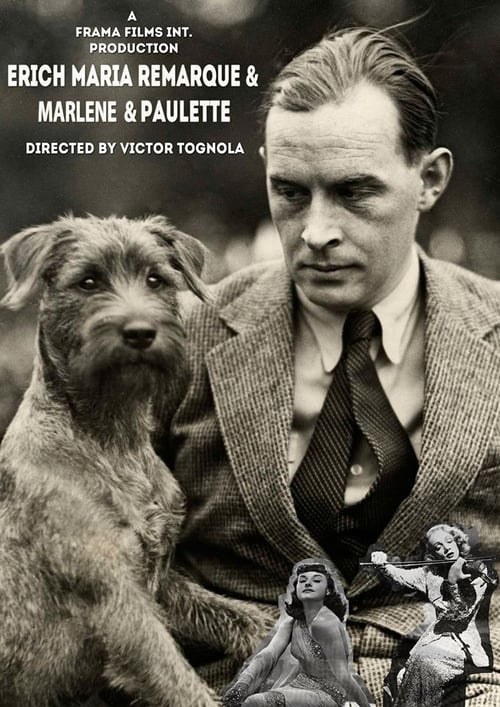 A
FRAMA FILMS INT.
PRODUCTION
ERICH MARIA REMARQUE &
MARLENE & PAULETTE
DIRECTED BY VICTOR TOGNOLA